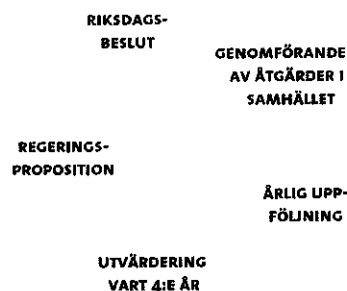 RIKSDAGS-
BESLUT
GENOMFÖRANDE
AV ÅTGÄRDER I
SAMHÄLLET
REGERINGS-
PROPOSITION
ÅRLIG UPP-
FÖLJNING
UTVÄRDERING
VART 4:E ÅR